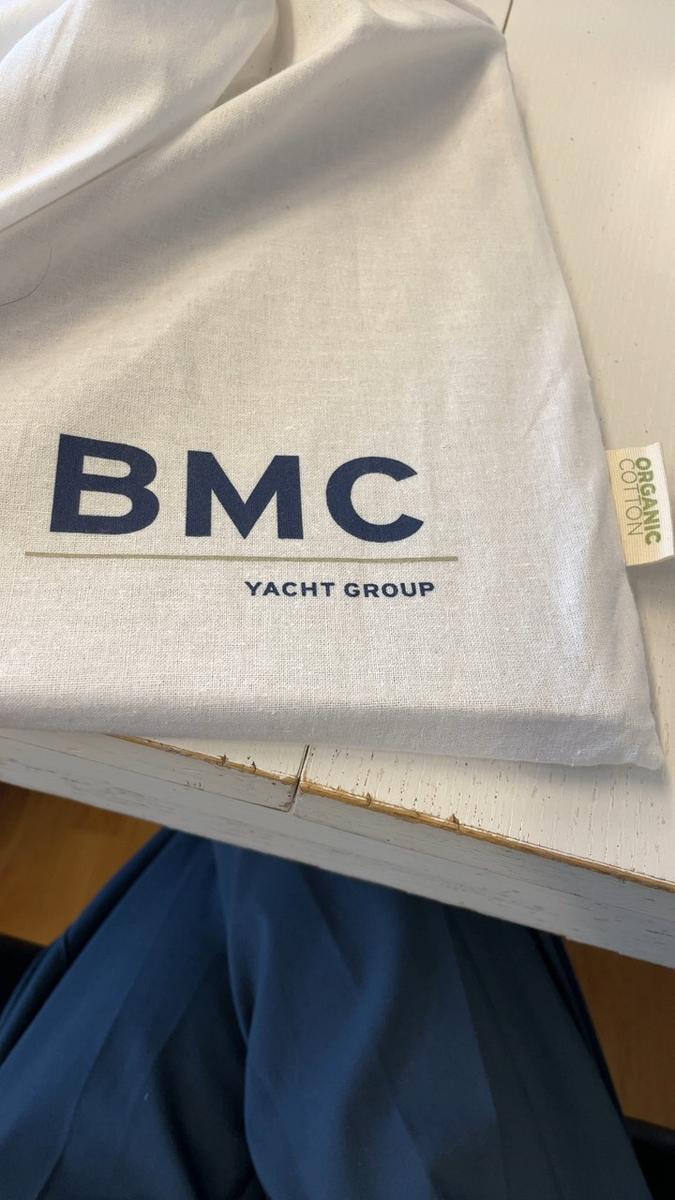 BMC
YACHT GROUP
ORGANIC
COTTON